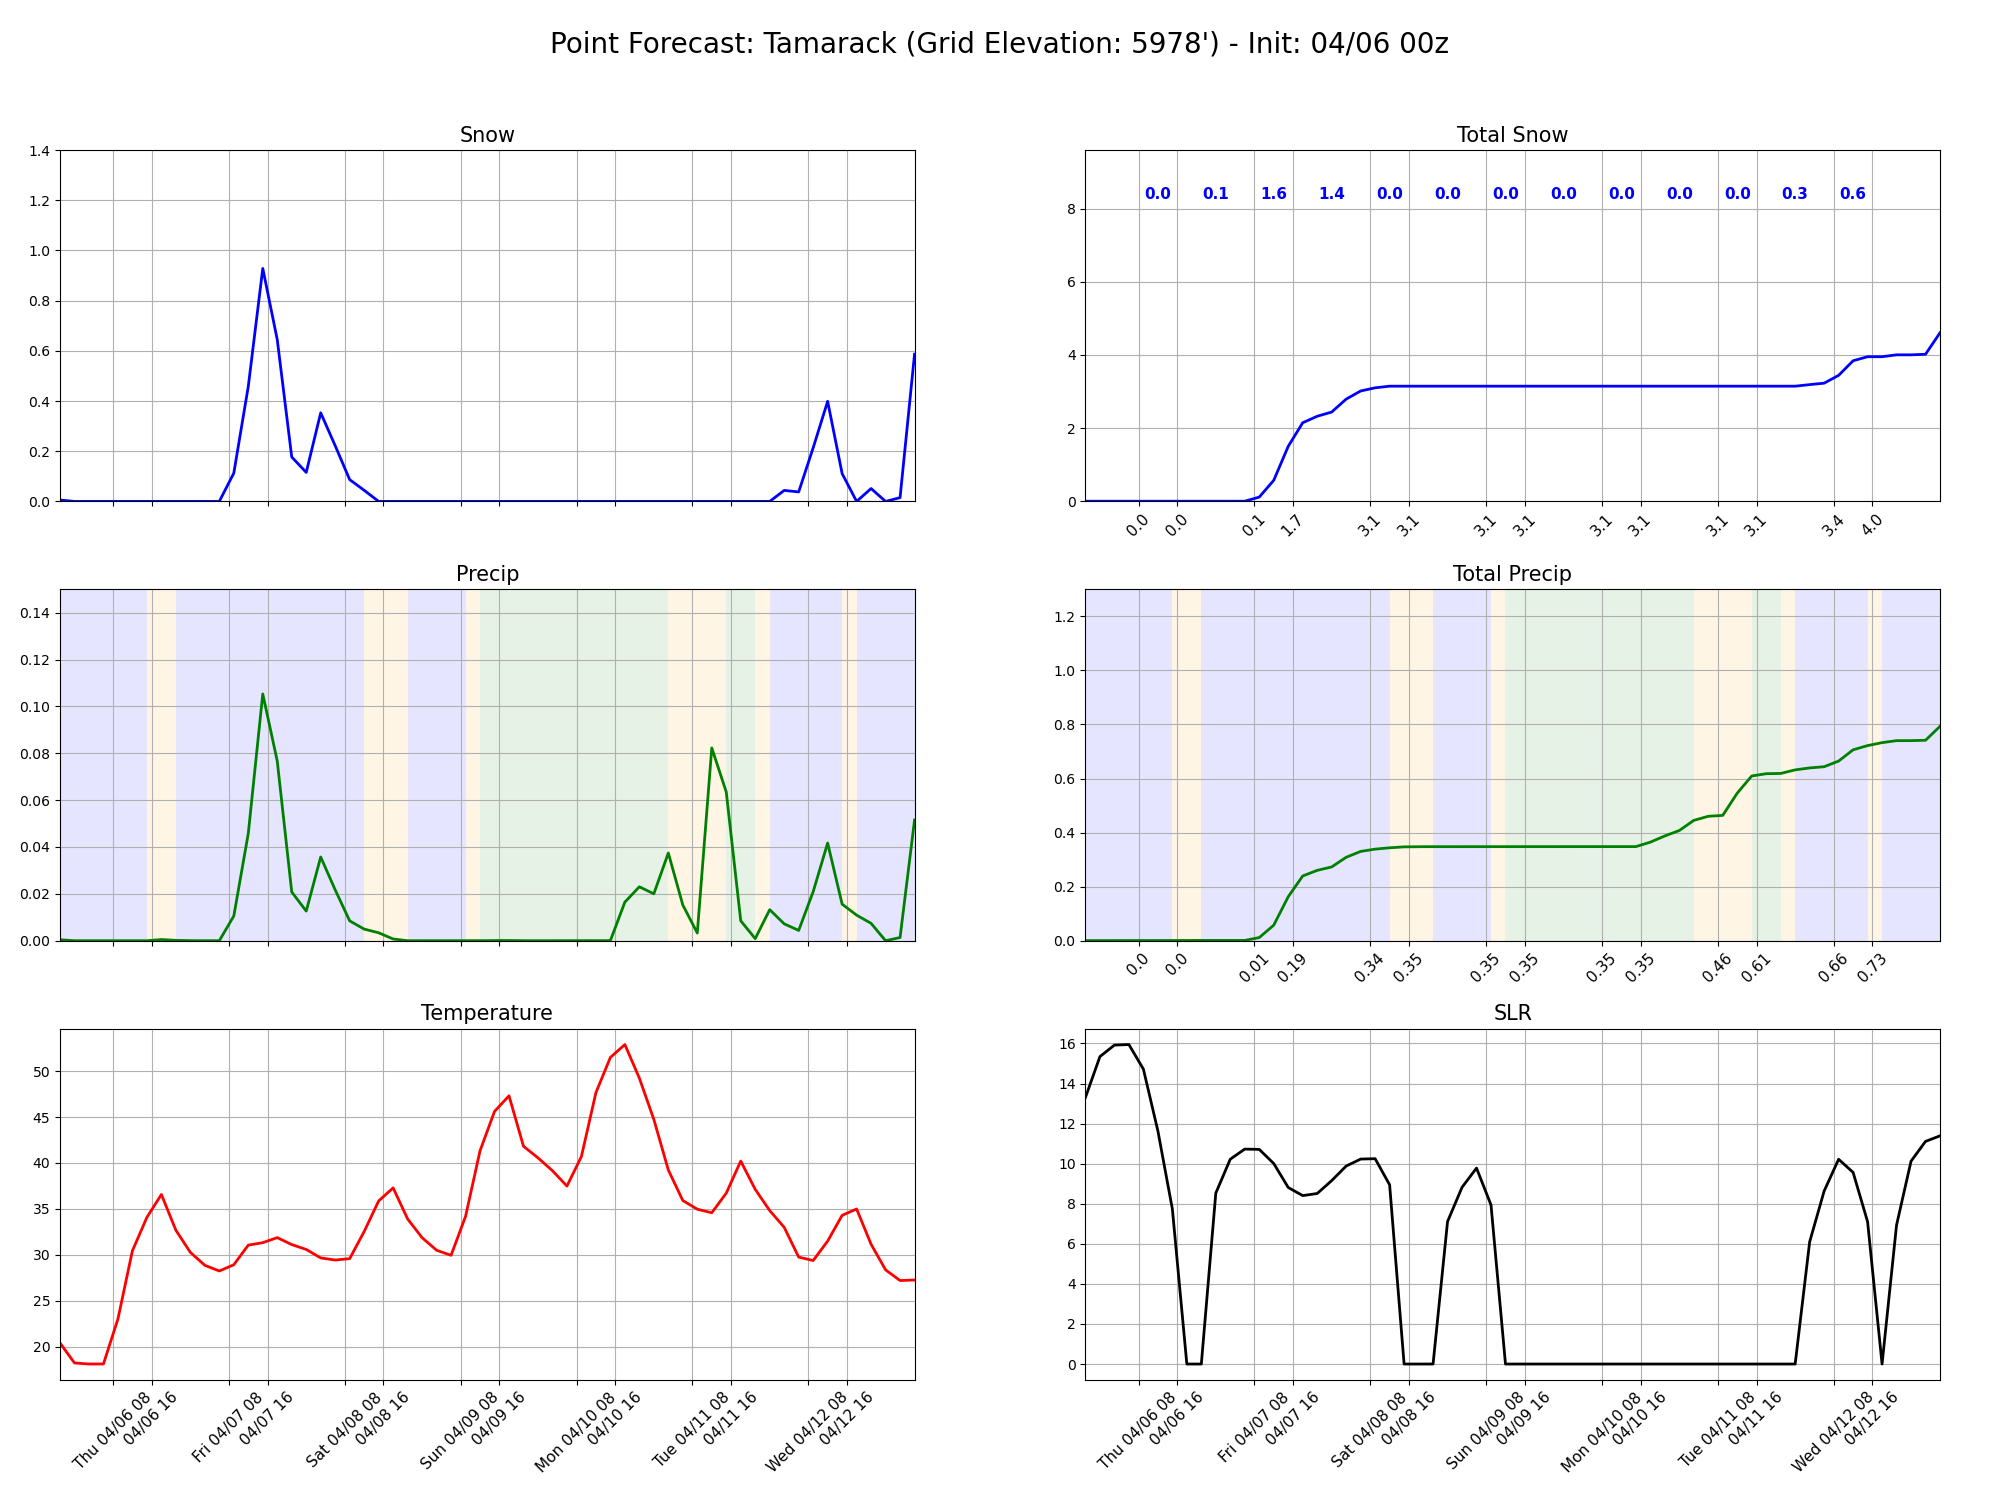 Point Forecast: Tamarack (Grid Elevation: 5978') - Init: 04/06 00z
Snow
1.4
1.2
1.0
0.8
0.6
0.4
0.2
0.0
Total Snow
0.0 0.1 1.6 1.4 0.0 0.0 0.0 0.0 0.0 0.0 0.0 0.3 0.6
8
6
4
2
0
0.0 0.0 0.1 1.7 3.1 3.1 3.1 3.1 3.1 3.1 3.1 3.1 3.4 4.0
Precip
0.14
0.12
0.10
0.08
0.06
0.04
0.02
0.00
Total Precip
1.2
1.0
0.8
0.6
0.4
0.2
0.0
0.0 0.0 0.01 0.19 0.34 0.35 0.35 0.35 0.35 0.35 0.46 0.61 0.66 0.73
Temperature
50
45
40
35
30
25
20
Thu 04/06 08
04/06 16
Fri 04/07 08
04/07 16
Sat 04/08 08
04/08 16
Sun 04/09 08
04/09 16
Mon 04/10 08
04/10 16
Tue 04/11 08
04/11 16
Wed 04/12 08
04/12 16
SLR
16
14
12
10
8
6
4
2
0
Thu 04/06 08
04/06 16
Fri 04/07 08
04/07 16
Sat 04/08 08
04/08 16
Sun 04/09 08
04/09 16
Mon 04/10 08
04/10 16
Tue 04/11 08
04/11 16
Wed 04/12 08
04/12 16